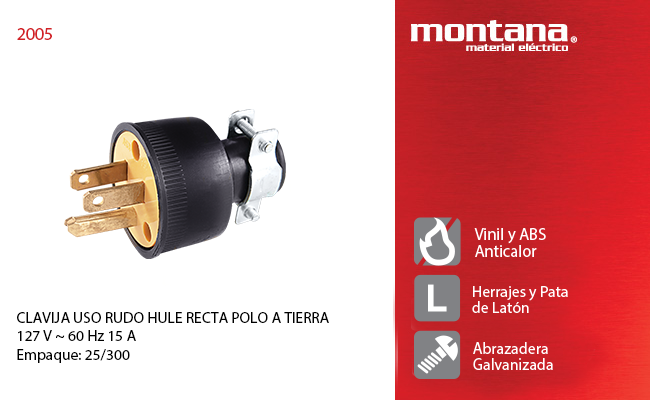 2005
montana®
material eléctrico
CLAVIJA USO RUDO HULE RECTA POLO A TIERRA
127 V ~ 60 Hz 15 A
Empaque: 25/300
Vinil y ABS
Anticalor
L
Herrajes y Pata
de Latón
Abrazadera
Galvanizada